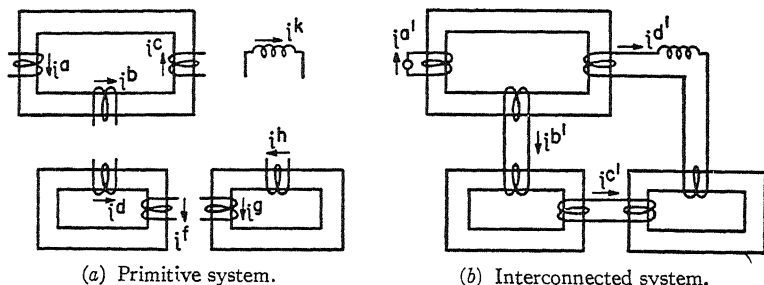 i^a
i^b
i^c
i^k
i^d
i^f
i^g
i^h
(a) Primitive system.
i^a'
i^b'
i^c'
i^d'
(b) Interconnected system.